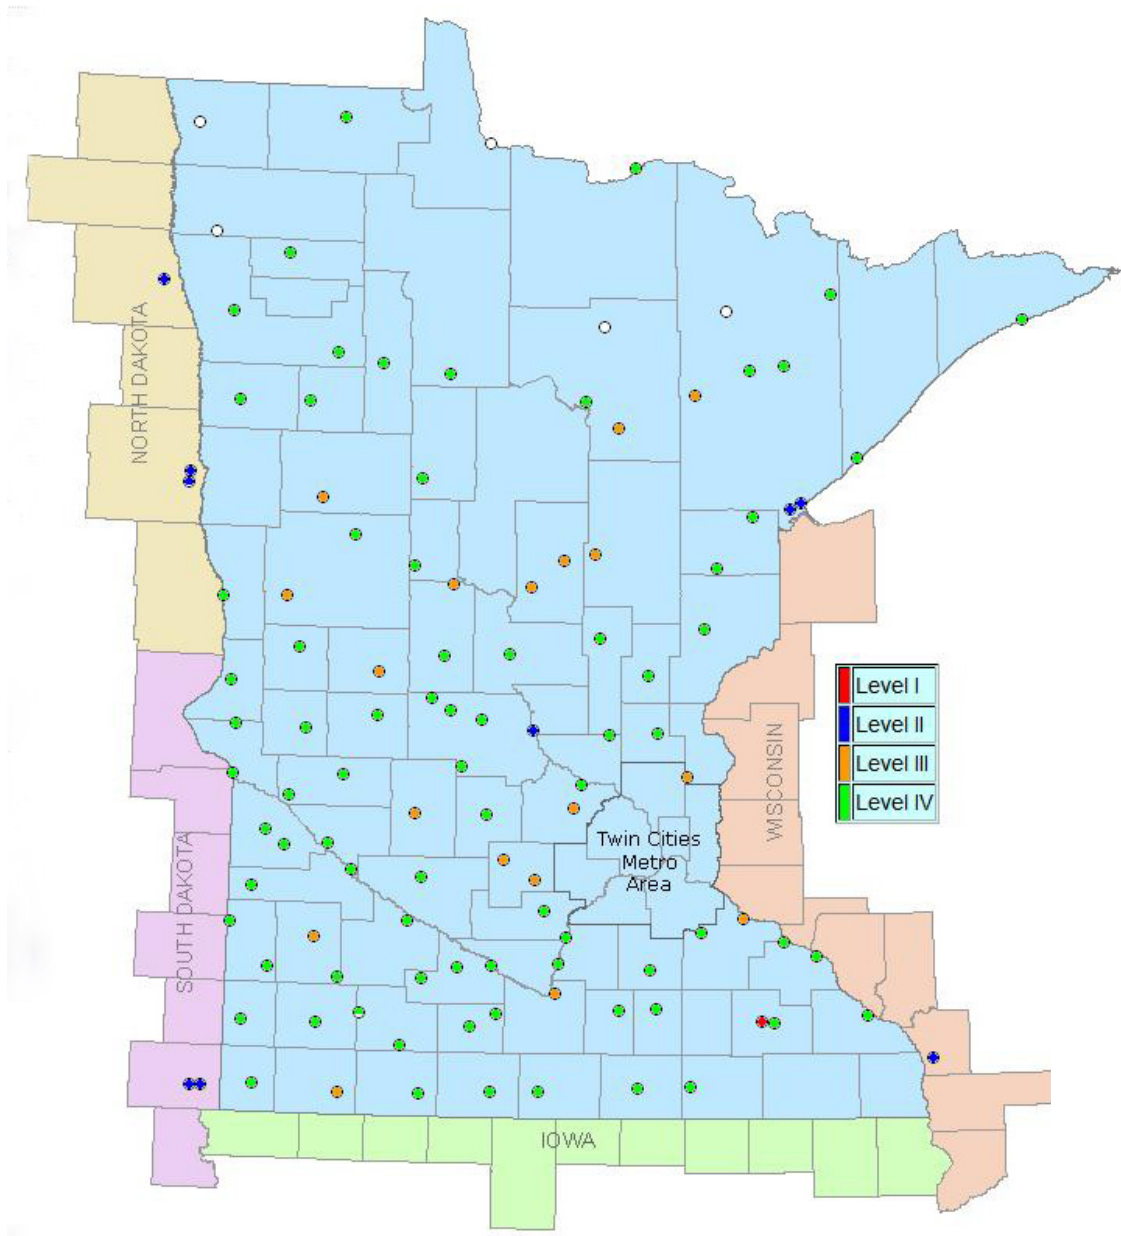 NORTH DAKOTA
SOUTH DAKOTA
WISCONSIN
IOWA
Twin Cities
Metro
Area
Level I
Level II
Level III
Level IV